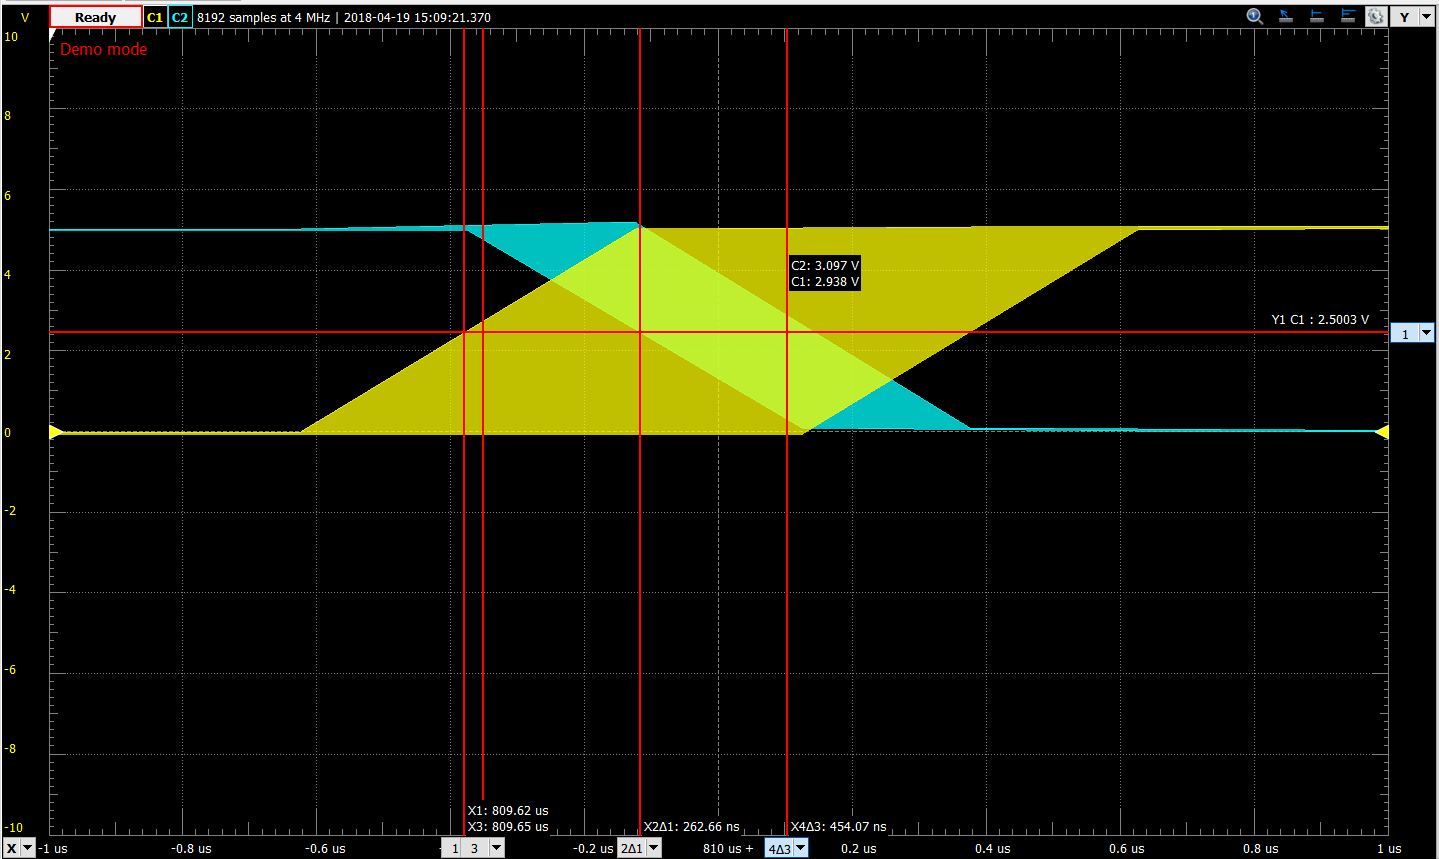 V Ready C1 C2 8192 samples at 4 MHz | 2018-04-19 15:09:21.370 Y
10
Demo mode
8
6
C2: 3.097 V
4
C1: 2.938 V
Y1 C1 : 2.5003 V
1
2
0
-2
-4
-6
-8
X1: 809.62 us
X3: 809.65 us X2Δ1: 262.66 ns X4Δ3: 454.07 ns
-10
X -1 us -0.8 us -0.6 us 1 3 -0.2 us 2Δ1 810 us + 4Δ3 0.2 us 0.4 us 0.6 us 0.8 us 1 us